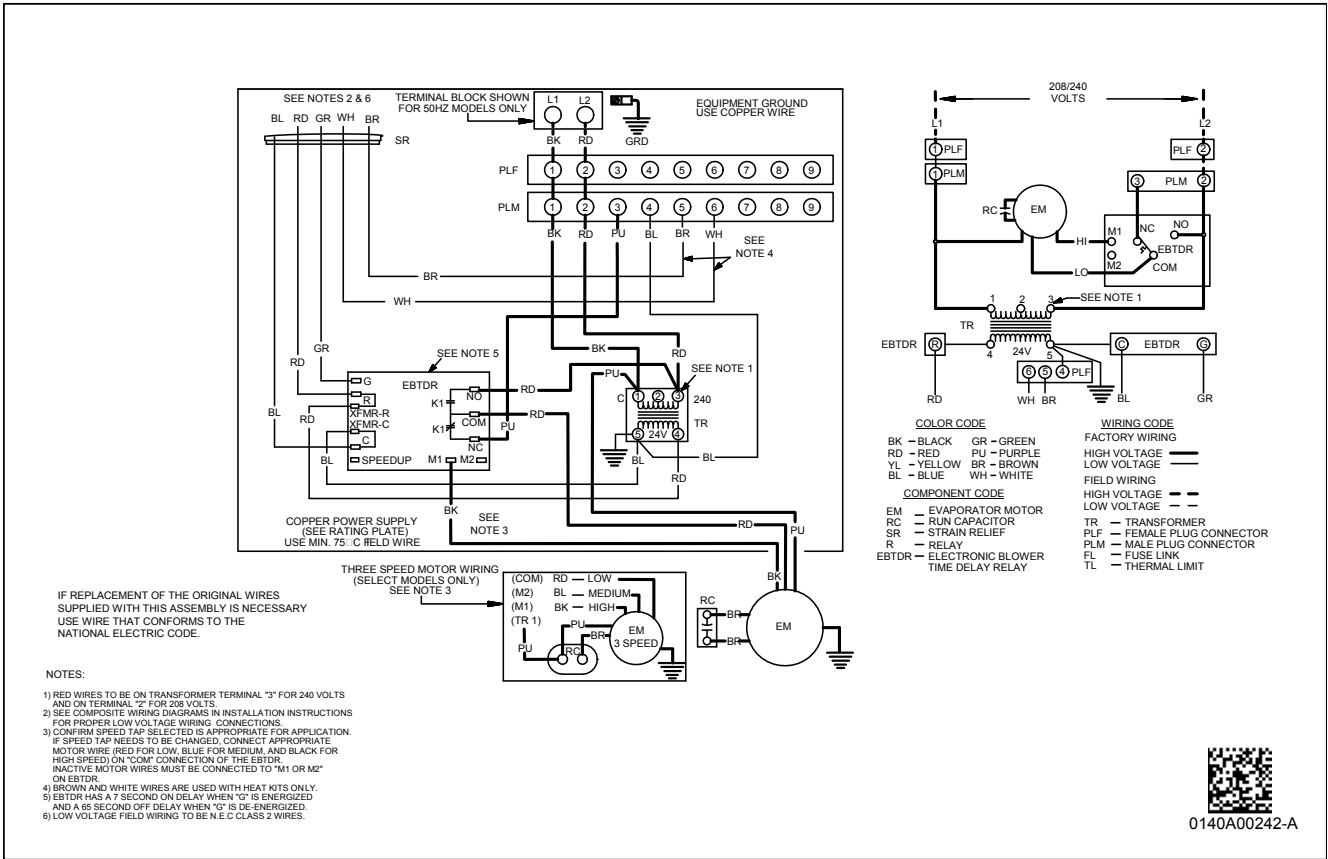 SEE NOTES 2 & 6
BL RD GR WH BR
SR
TERMINAL BLOCK SHOWN
FOR 50HZ MODELS ONLY
L1 L2
GRD
EQUIPMENT GROUND
USE COPPER WIRE
BK RD
PLF 1 2 3 4 5 6 7 8 9
PLM 1 2 3 4 5 6 7 8 9
BK RD PU BL BR WH
SEE
NOTE 4
BR
WH
GR
RD
SEE NOTE 5
BK
RD
PU
SEE NOTE 1
G
EBTDR
NO
RD
R
K1
XFMR-R
COM
RD
XFMR-C
K1
PU
C
NC
SPEEDUP
M1 M2
BL
RD
BL
C 1 2 3 240
TR
5 24V 4
BL
BL
RD
BK
SEE
NOTE 3
RD
PU
COPPER POWER SUPPLY
(SEE RATING PLATE)
USE MIN. 75□C FIELD WIRE
BK
THREE SPEED MOTOR WIRING
(SELECT MODELS ONLY)
SEE NOTE 3
(COM) RD LOW
(M2) BL MEDIUM
(M1) BK HIGH
(TR 1)
PU
PU
BR
RC
EM
3 SPEED
RC
BR
BR
EM
208/240
VOLTS
L1
L2
1 PLF
PLF 2
1 PLM
3 PLM 2
RC
EM
HI
M1
NC
NO
EBTDR
M2
COM
LO
1 2 3
SEE NOTE 1
TR
EBTDR R
4 24V 5
C EBTDR G
6 5 4 PLF
RD
WH BR
BL
GR
COLOR CODE
BK – BLACK GR – GREEN
RD – RED PU – PURPLE
YL – YELLOW BR – BROWN
BL – BLUE WH – WHITE
COMPONENT CODE
EM — EVAPORATOR MOTOR
RC — RUN CAPACITOR
SR — STRAIN RELIEF
R — RELAY
EBTDR — ELECTRONIC BLOWER
TIME DELAY RELAY
WIRING CODE
FACTORY WIRING
HIGH VOLTAGE
LOW VOLTAGE
FIELD WIRING
HIGH VOLTAGE
LOW VOLTAGE
TR — TRANSFORMER
PLF — FEMALE PLUG CONNECTOR
PLM — MALE PLUG CONNECTOR
FL — FUSE LINK
TL — THERMAL LIMIT
IF REPLACEMENT OF THE ORIGINAL WIRES
SUPPLIED WITH THIS ASSEMBLY IS NECESSARY
USE WIRE THAT CONFORMS TO THE
NATIONAL ELECTRIC CODE.
NOTES:
1) RED WIRES TO BE ON TRANSFORMER TERMINAL "3" FOR 240 VOLTS
AND ON TERMINAL "2" FOR 208 VOLTS.
2) SEE COMPOSITE WIRING DIAGRAMS IN INSTALLATION INSTRUCTIONS
FOR PROPER LOW VOLTAGE WIRING CONNECTIONS.
3) CONFIRM SPEED TAP SELECTED IS APPROPRIATE FOR APPLICATION.
IF SPEED TAP NEEDS TO BE CHANGED, CONNECT APPROPRIATE
MOTOR WIRE (RED FOR LOW, BLUE FOR MEDIUM, AND BLACK FOR
HIGH SPEED) ON "COM" CONNECTION OF THE EBTDR.
INACTIVE MOTOR WIRES MUST BE CONNECTED TO "M1 OR M2"
ON EBTDR.
4) BROWN AND WHITE WIRES ARE USED WITH HEAT KITS ONLY.
5) EBTDR HAS A 7 SECOND ON DELAY WHEN "G" IS ENERGIZED
AND A 65 SECOND OFF DELAY WHEN "G" IS DE-ENERGIZED.
6) LOW VOLTAGE FIELD WIRING TO BE N.E.C CLASS 2 WIRES.
0140A00242-A